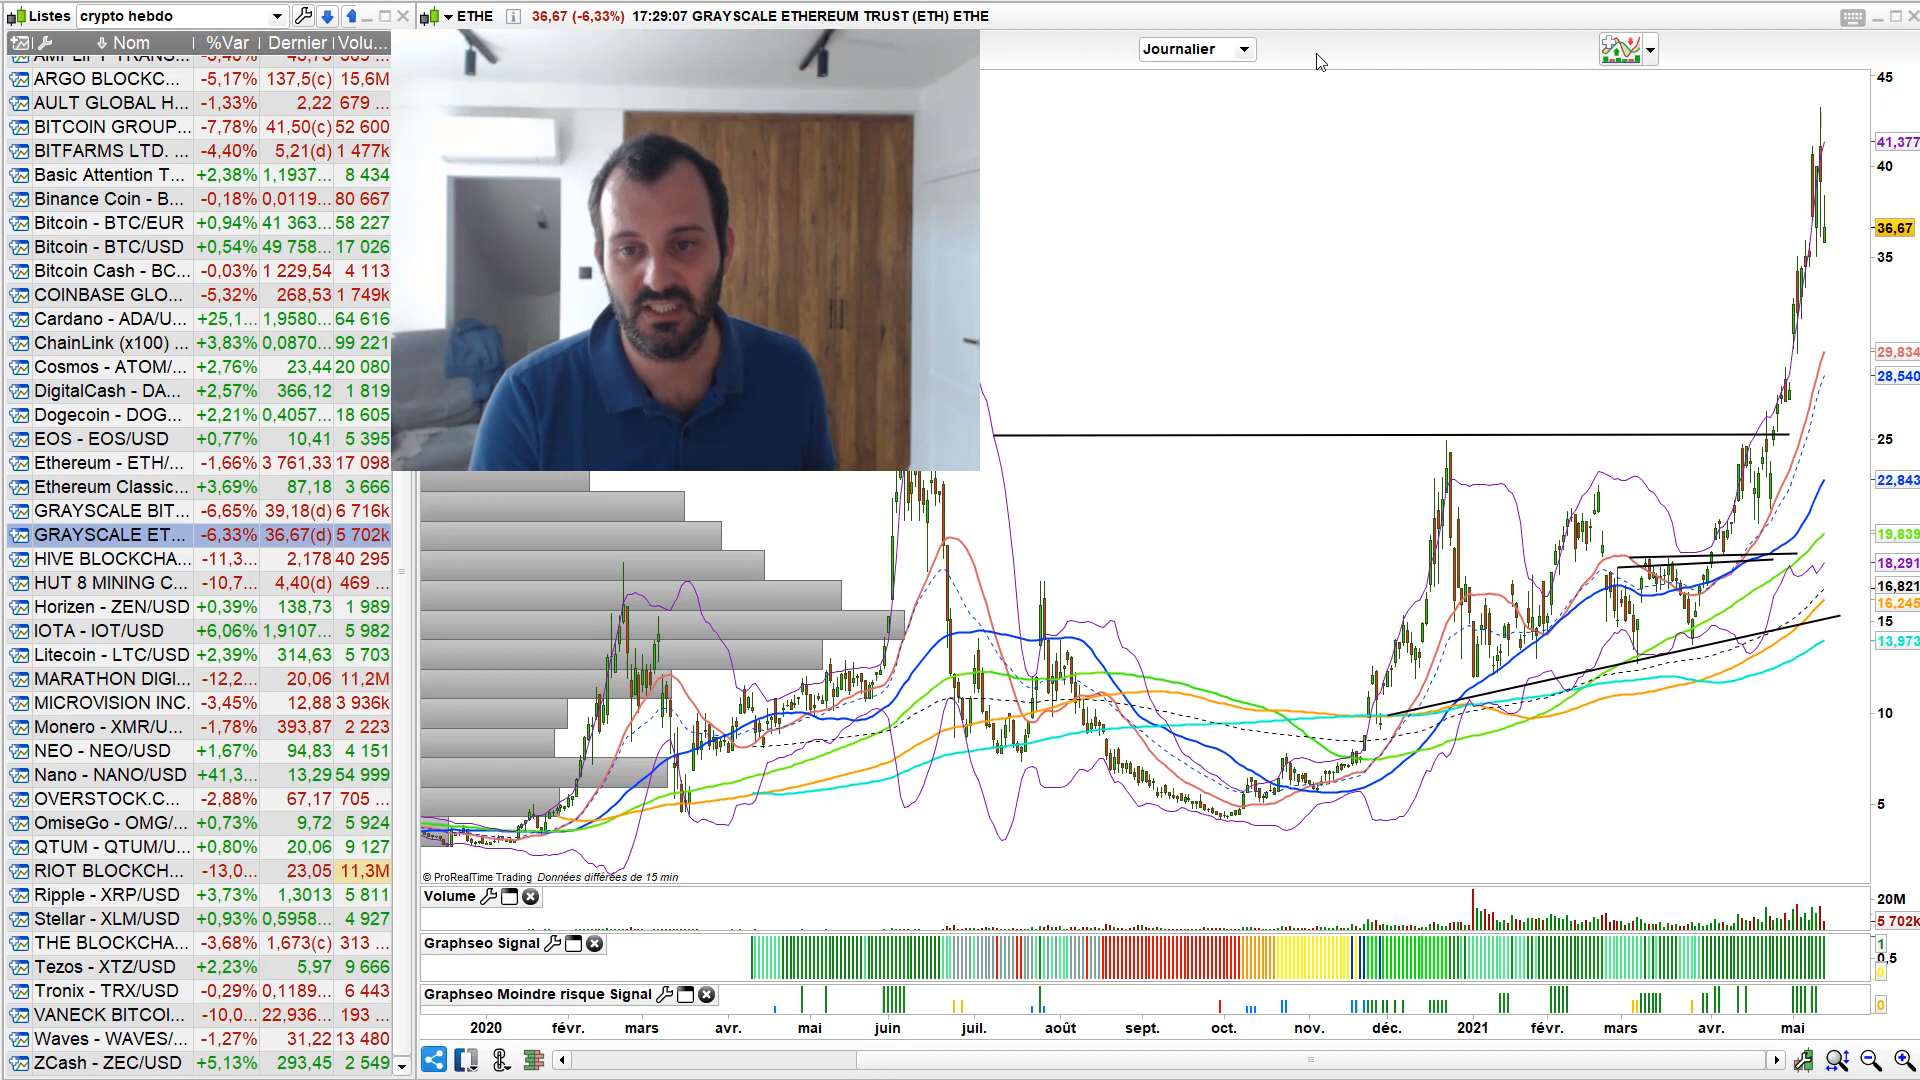 Listes crypto hebdo
ETHE 36,67 (-6,33%) 17:29:07 GRAYSCALE ETHEREUM TRUST (ETH) ETHE
Nom %Var Dernier Volu...
Journalier
ARGO BLOCKC... -5,17% 137,5(c) 15,6M
AULT GLOBAL H... -1,33% 2,22 679 ...
BITCOIN GROUP... -7,78% 41,50(c) 52 600
BITFARMS LTD. ... -4,40% 5,21(d) 1 477k
Basic Attention T... +2,38% 1,1937... 8 434
Binance Coin - B... -0,18% 0,0119... 80 667
Bitcoin - BTC/EUR +0,94% 41 363... 58 227
Bitcoin - BTC/USD +0,54% 49 758... 17 026
Bitcoin Cash - BC... -0,03% 1 229,54 4 113
COINBASE GLO... -5,32% 268,53 1 749k
Cardano - ADA/U... +25,1... 1,9580... 64 616
ChainLink (x100) ... +3,83% 0,0870... 99 221
Cosmos - ATOM/... +2,76% 23,44 20 080
DigitalCash - DA... +2,57% 366,12 1 819
Dogecoin - DOG... +2,21% 0,4057... 18 605
EOS - EOS/USD +0,77% 10,41 5 395
Ethereum - ETH/... -1,66% 3 761,33 17 098
Ethereum Classic... +3,69% 87,18 3 666
GRAYSCALE BIT... -6,65% 39,18(d) 6 716k
GRAYSCALE ET... -6,33% 36,67(d) 5 702k
HIVE BLOCKCHA... -11,3... 2,178 40 295
HUT 8 MINING C... -10,7... 4,40(d) 469 ...
Horizen - ZEN/USD +0,39% 138,73 1 989
IOTA - IOT/USD +6,06% 1,9107... 5 982
Litecoin - LTC/USD +2,39% 314,63 5 703
MARATHON DIGI... -12,2... 20,06 11,2M
MICROVISION INC. -3,45% 12,88 3 936k
Monero - XMR/U... -1,78% 393,87 2 223
NEO - NEO/USD +1,67% 94,83 4 151
Nano - NANO/USD +41,3... 13,29 54 999
OVERSTOCK.C... -2,88% 67,17 705 ...
OmiseGo - OMG/... +0,73% 9,72 5 924
QTUM - QTUM/U... +0,80% 20,06 9 127
RIOT BLOCKCH... -13,0... 23,05 11,3M
Ripple - XRP/USD +3,73% 1,3013 5 811
Stellar - XLM/USD +0,93% 0,5958... 4 927
THE BLOCKCHA... -3,68% 1,673(c) 313 ...
Tezos - XTZ/USD +2,23% 5,97 9 666
Tronix - TRX/USD -0,29% 0,1189... 6 443
VANECK BITCOI... -10,0... 22,936... 193 ...
Waves - WAVES/... -1,27% 31,22 13 480
ZCash - ZEC/USD +5,13% 293,45 2 549
45
41,377
40
36,67
35
29,834
28,540
25
22,843
19,839
18,291
16,821
16,245
15
13,973
10
5
© ProRealTime Trading Données différées de 15 min
Volume
20M
5 702k
Graphseo Signal
1
0,5
0
Graphseo Moindre risque Signal
0
2020 févr. mars avr. mai juin juil. août sept. oct. nov. déc. 2021 févr. mars avr. mai